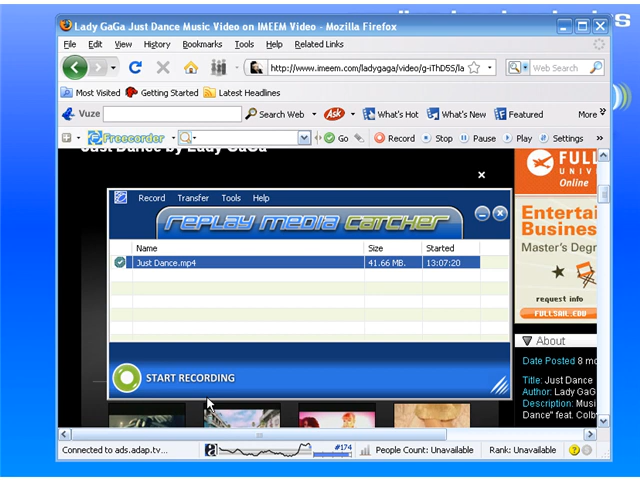 Lady GaGa Just Dance Music Video on IMEEM Video - Mozilla Firefox
File Edit View History Bookmarks Tools Help Related Links
http://www.imeem.com/ladygaga/video/g-iThD5S/la Web Search
Most Visited Getting Started Latest Headlines
Vuze Search Web Ask What's Hot What's New Featured More
Freecorder Go Record Stop Pause Play Settings
Just Dance by Lady GaGa
FULL
UNIV
Online
Record Transfer Tools Help
REPLAY MEDIA CATCHER
Name Size Started
Just Dance.mp4 41.66 MB. 13:07:20
START RECORDING
Entertai
Busines
Master's Degr
request info
FULLSAIL.EDU
About
Date Posted 8 mo
Title: Just Dance
Author: Lady GaG
Description: Musi
Dance" feat. Colb
Connected to ads.adap.tv... #174 People Count: Unavailable Rank: Unavailable